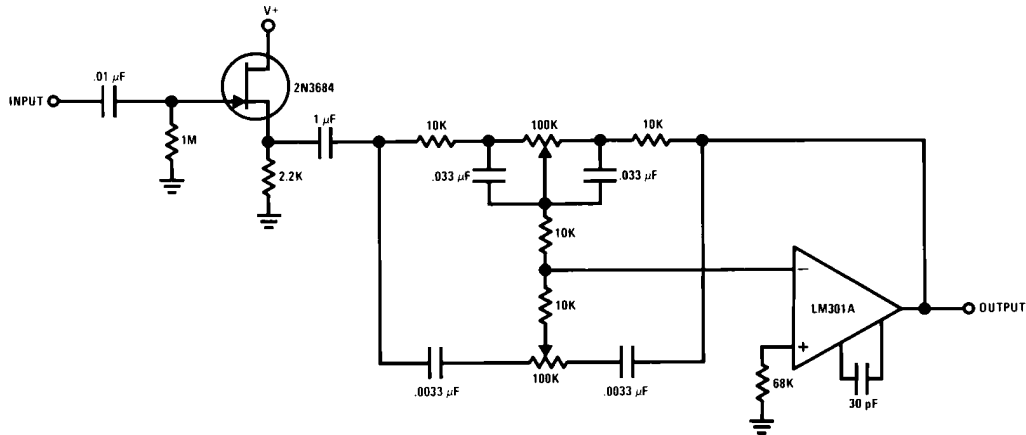 V+
.01 µF
2N3684
INPUT
1M
1 µF
2.2K
10K
100K
10K
.033 µF
.033 µF
10K
10K
−
LM301A
OUTPUT
+
100K
.0033 µF
.0033 µF
68K
30 pF